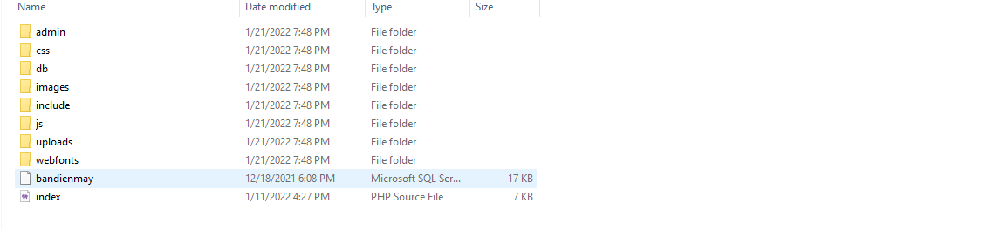 Name Date modified Type Size
admin 1/21/2022 7:48 PM File folder
css 1/21/2022 7:48 PM File folder
db 1/21/2022 7:48 PM File folder
images 1/21/2022 7:48 PM File folder
include 1/21/2022 7:48 PM File folder
js 1/21/2022 7:48 PM File folder
uploads 1/21/2022 7:48 PM File folder
webfonts 1/21/2022 7:48 PM File folder
bandienmay 12/18/2021 6:08 PM Microsoft SQL Ser... 17 KB
index 1/11/2022 4:27 PM PHP Source File 7 KB